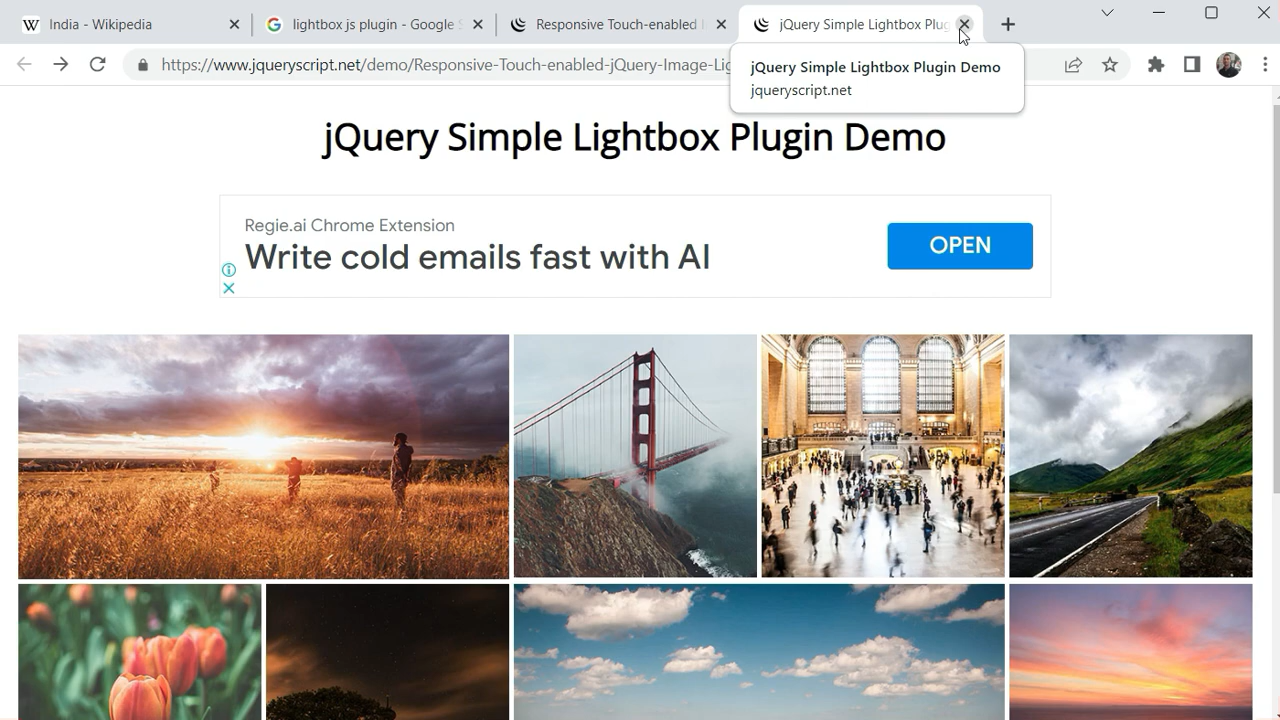 India - Wikipedia
lightbox js plugin - Google S
Responsive Touch-enabled
jQuery Simple Lightbox Plug
https://www.jqueryscript.net/demo/Responsive-Touch-enabled-jQuery-Image-Lig
jQuery Simple Lightbox Plugin Demo
jqueryscript.net
jQuery Simple Lightbox Plugin Demo
Regie.ai Chrome Extension
Write cold emails fast with AI
OPEN